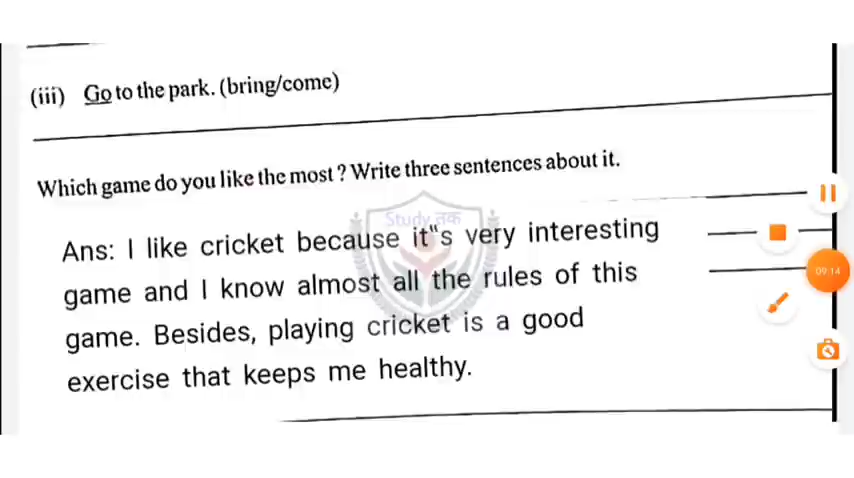 (iii) Go to the park. (bring/come)
Which game do you like the most ? Write three sentences about it.
Study तक
Ans: I like cricket because it"s very interesting
game and I know almost all the rules of this
game. Besides, playing cricket is a good
exercise that keeps me healthy.
09:14